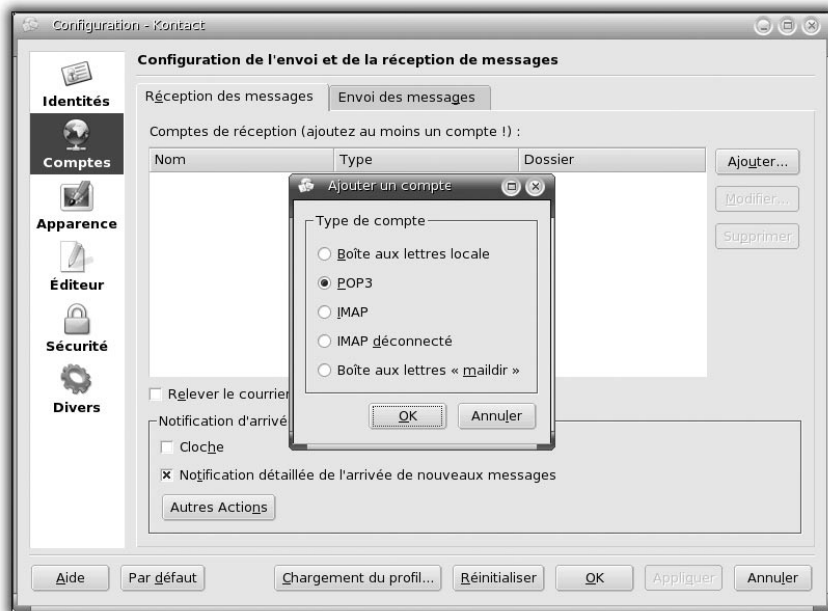 Configuration - Kontact
Configuration de l'envoi et de la réception de messages
Identités
Comptes
Apparence
Éditeur
Sécurité
Divers
Réception des messages
Envoi des messages
Comptes de réception (ajoutez au moins un compte !) :
Nom Type Dossier
Ajouter...
Modifier...
Supprimer
Ajouter un compte
Type de compte
Boîte aux lettres locale
POP3
IMAP
IMAP déconnecté
Boîte aux lettres « maildir »
OK Annuler
Relever le courrier
Notification d'arrivé
Cloche
Notification détaillée de l'arrivée de nouveaux messages
Autres Actions
Aide Par défaut Chargement du profil... Réinitialiser OK Appliquer Annuler